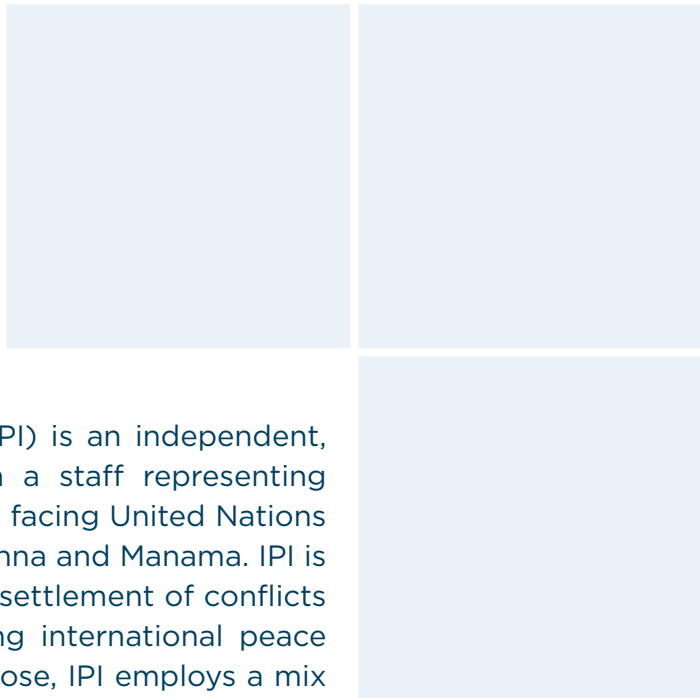 PI) is an independent,
a staff representing
facing United Nations
nna and Manama. IPI is
settlement of conflicts
ng international peace
ose, IPI employs a mix